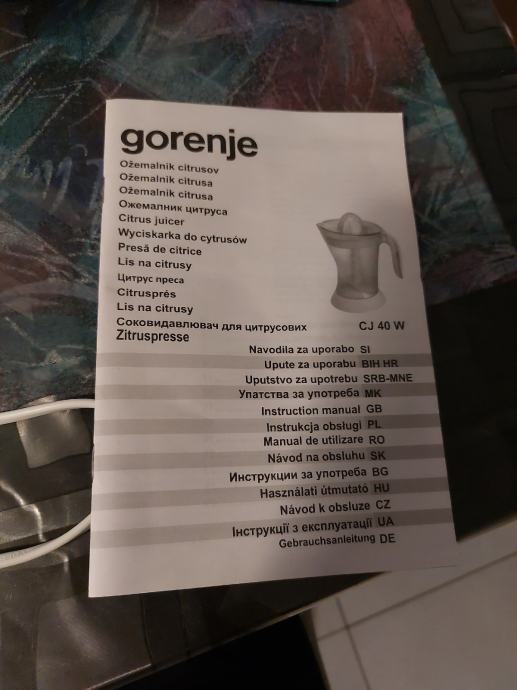 gorenje
Ožemalnik citrusov
Ožemalnik citrusa
Ožemalnik citrusa
Ожемалник цитруса
Citrus juicer
Wyciskarka do cytrusów
Presă de citrice
Lis na citrusy
Цитрус преса
Citrusprés
Lis na citrusy
Соковидавлювач для цитрусових
CJ 40 W
Zitruspresse
Navodila za uporabo SI
Upute za uporabu BIH HR
Uputstvo za upotrebu SRB-MNE
Упатства за употреба MK
Instruction manual GB
Instrukcja obsługi PL
Manual de utilizare RO
Návod na obsluhu SK
Инструкции за употреба BG
Használati útmutató HU
Návod k obsluze CZ
Інструкції з експлуатації UA
Gebrauchsanleitung DE